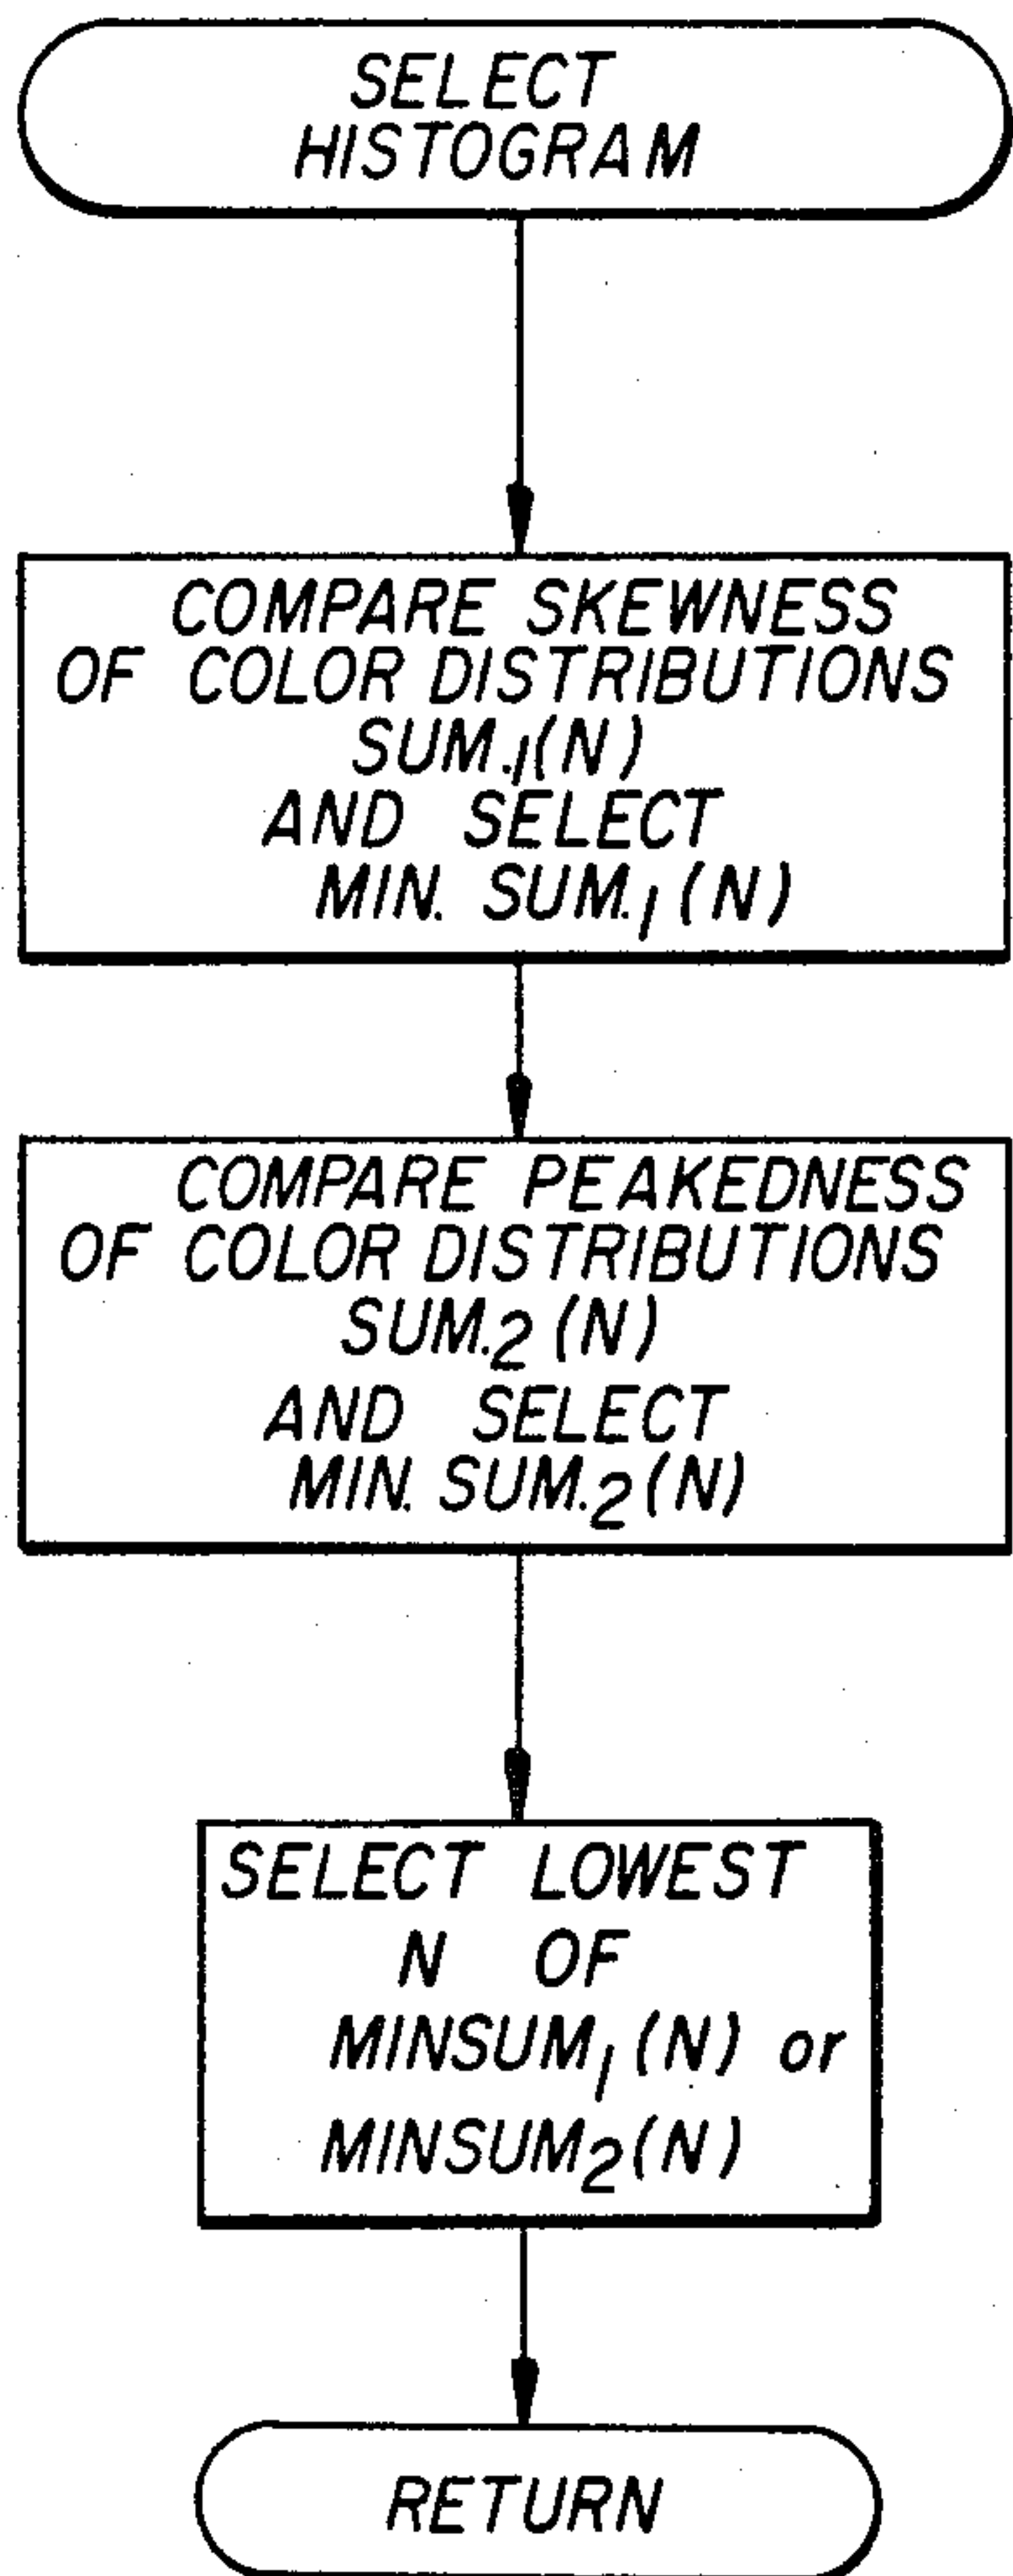 SELECT
HISTOGRAM
COMPARE SKEWNESS
OF COLOR DISTRIBUTIONS
SUM.₁(N)
AND SELECT
MIN. SUM.₁(N)
COMPARE PEAKEDNESS
OF COLOR DISTRIBUTIONS
SUM.₂(N)
AND SELECT
MIN. SUM.₂(N)
SELECT LOWEST
N OF
MINSUM₁(N) or
MINSUM₂(N)
RETURN